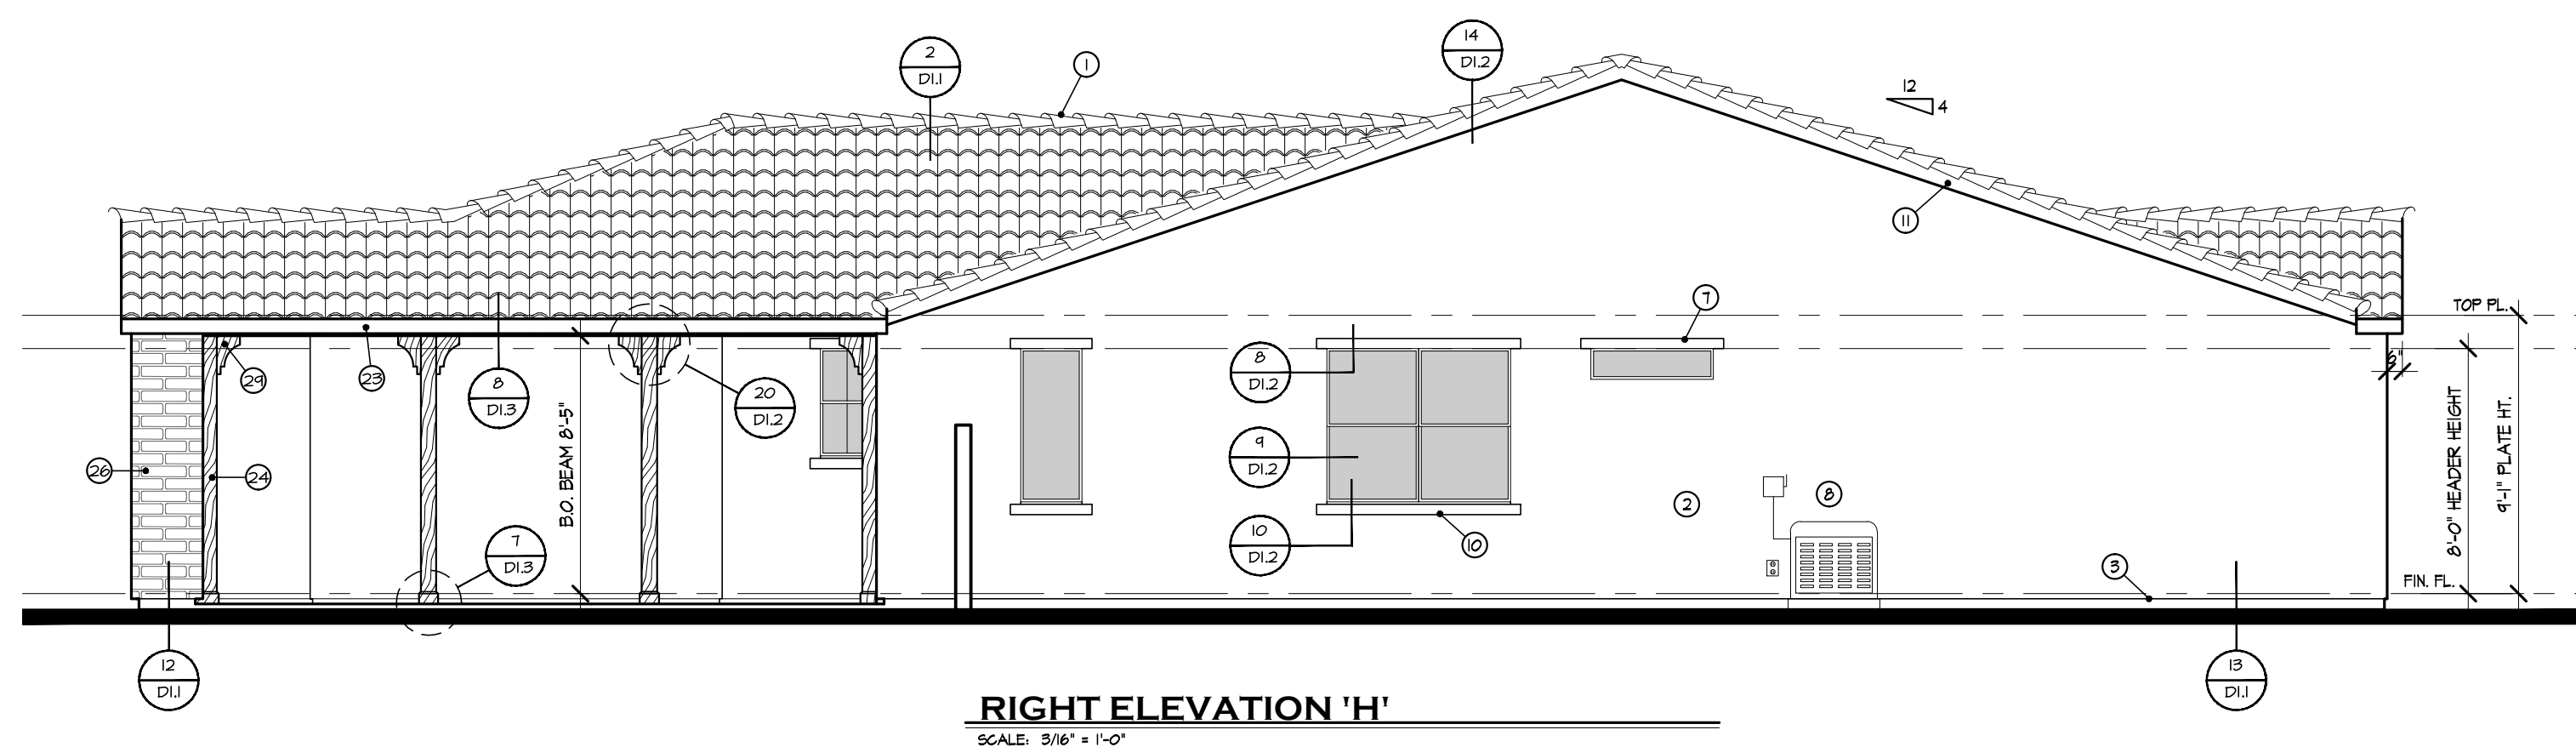 2
D1.1
1
14
D1.2
12
4
11
7
TOP PL.
8
D1.2
6"
29
23
8
D1.3
20
D1.2
B.O. BEAM 8'-5"
8'-0" HEADER HEIGHT
9'-1" PLATE HT.
26
24
9
D1.2
2
8
10
D1.2
10
7
D1.3
3
FIN. FL.
12
D1.1
13
D1.1
RIGHT ELEVATION 'H'
SCALE: 3/16" = 1'-0"